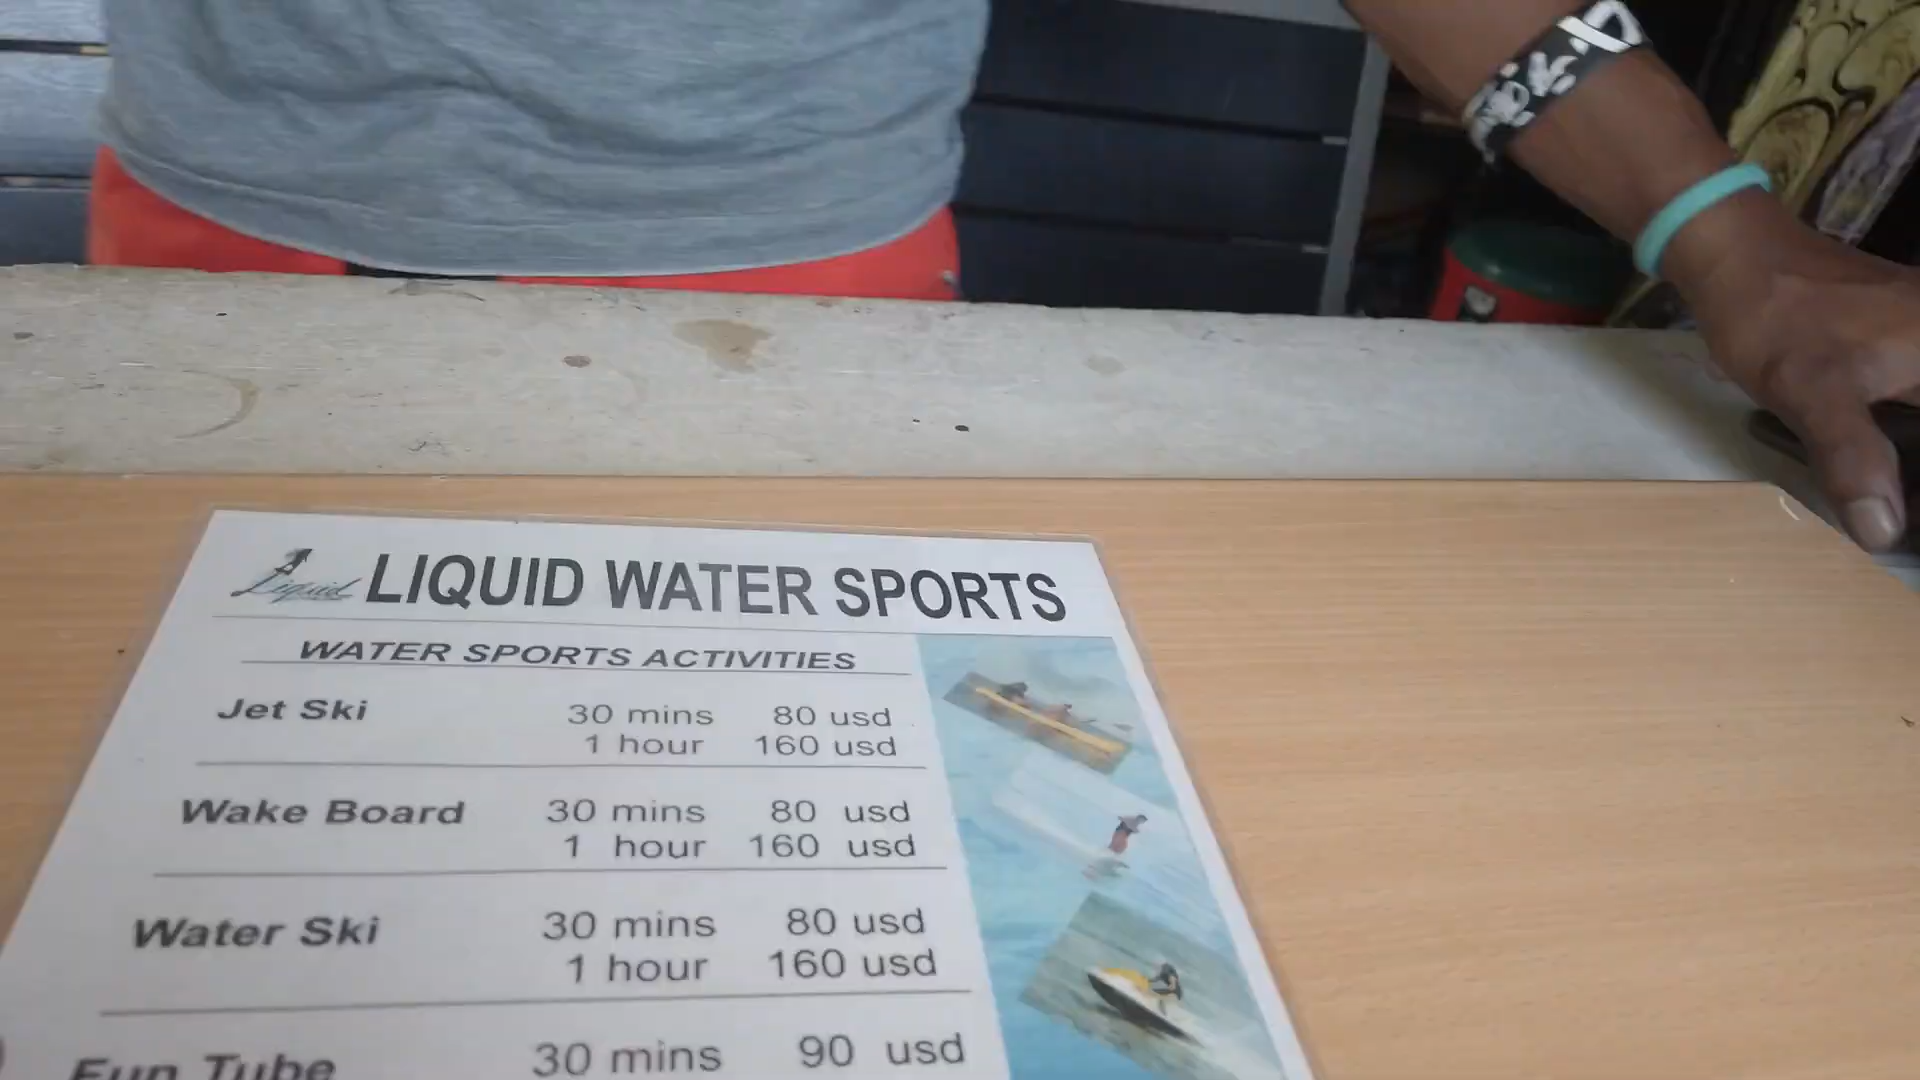 Liquid LIQUID WATER SPORTS
WATER SPORTS ACTIVITIES
Jet Ski 30 mins 80 usd
1 hour 160 usd
Wake Board 30 mins 80 usd
1 hour 160 usd
Water Ski 30 mins 80 usd
1 hour 160 usd
Fun Tube 30 mins 90 usd